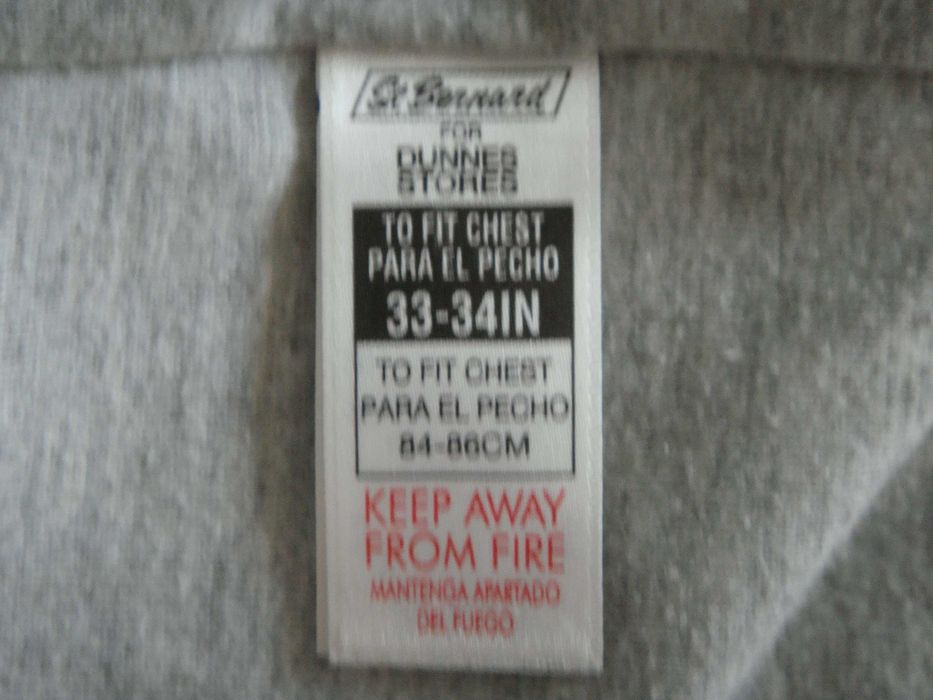 St Bernard
FOR
DUNNES
STORES
TO FIT CHEST
PARA EL PECHO
33-34IN
TO FIT CHEST
PARA EL PECHO
84-86CM
KEEP AWAY
FROM FIRE
MANTENGA APARTADO
DEL FUEGO